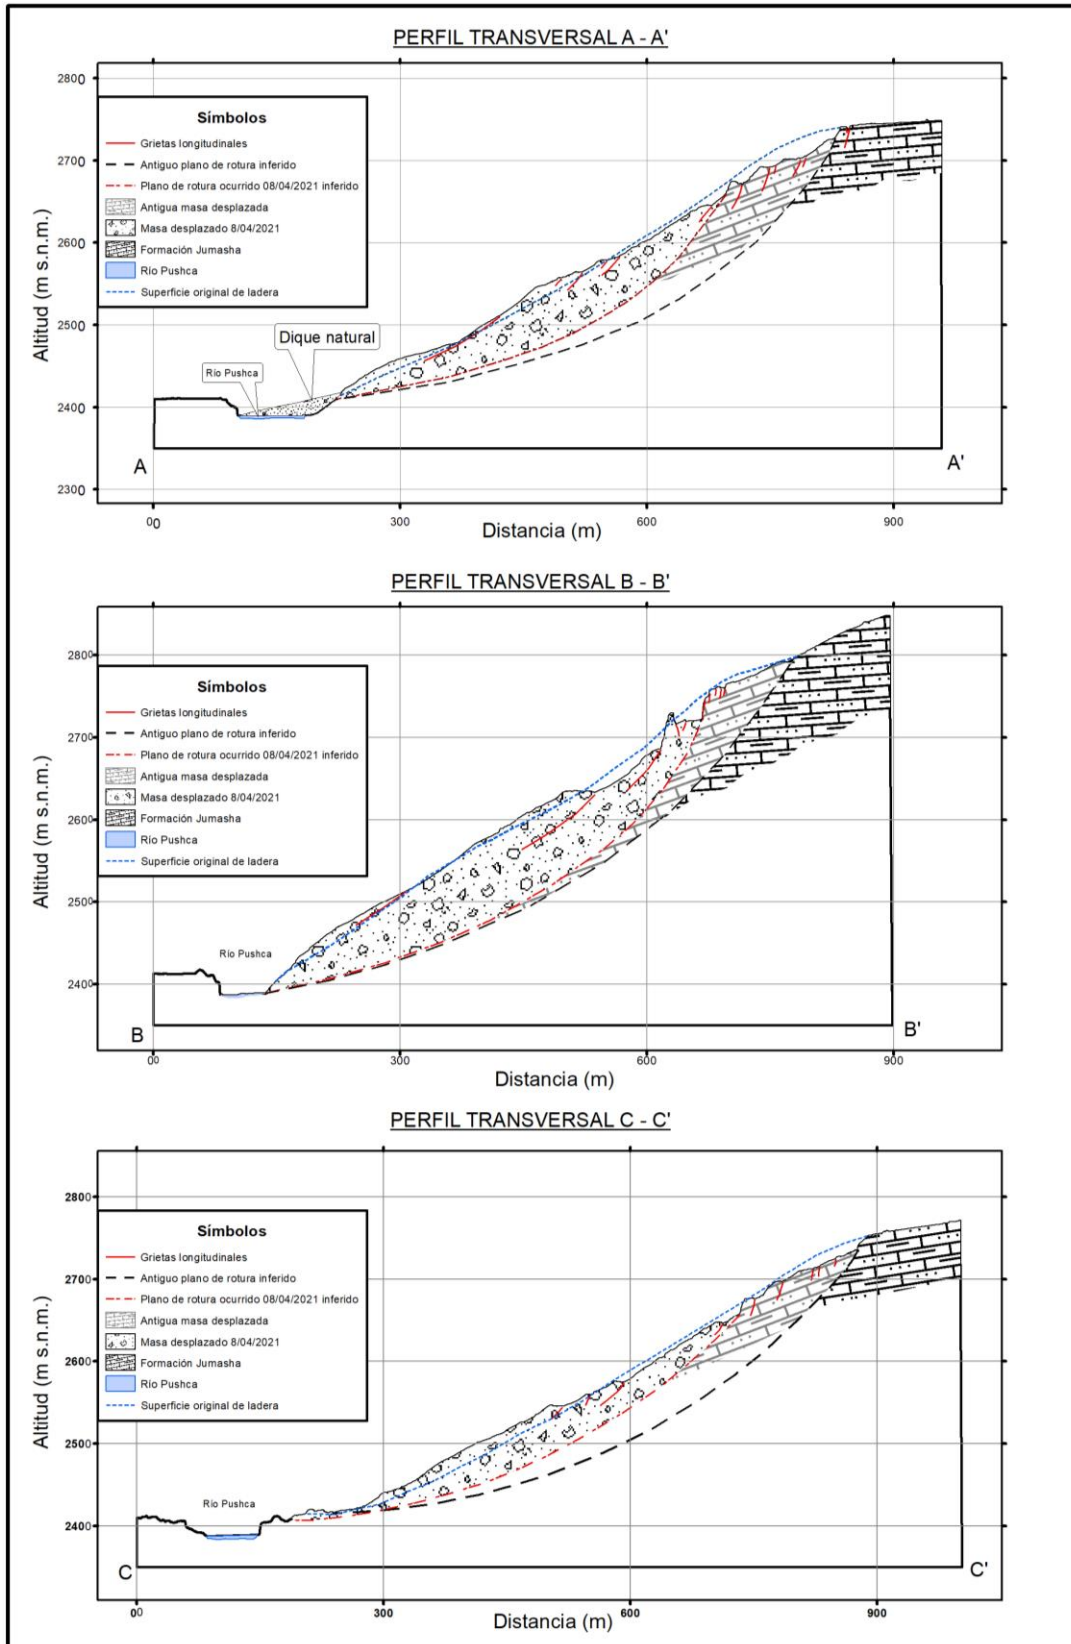 PERFIL TRANSVERSAL A - A'
Altitud (m s.n.m.)
2800
2700
2600
2500
2400
2300
Símbolos
Grietas longitudinales
Antiguo plano de rotura inferido
Plano de rotura ocurrido 08/04/2021 inferido
Antigua masa desplazada
Masa desplazado 8/04/2021
Formación Jumasha
Río Pushca
Superficie original de ladera
Dique natural
Río Pushca
A
A'
00
300
600
900
Distancia (m)
PERFIL TRANSVERSAL B - B'
Altitud (m s.n.m.)
2800
2700
2600
2500
2400
Símbolos
Grietas longitudinales
Antiguo plano de rotura inferido
Plano de rotura ocurrido 08/04/2021 inferido
Antigua masa desplazada
Masa desplazado 8/04/2021
Formación Jumasha
Río Pushca
Superficie original de ladera
Río Pushca
B
B'
00
300
600
900
Distancia (m)
PERFIL TRANSVERSAL C - C'
Altitud (m s.n.m.)
2800
2700
2600
2500
2400
Símbolos
Grietas longitudinales
Antiguo plano de rotura inferido
Plano de rotura ocurrido 08/04/2021 inferido
Antigua masa desplazada
Masa desplazado 8/04/2021
Formación Jumasha
Río Pushca
Superficie original de ladera
Río Pushca
C
C'
00
300
600
900
Distancia (m)